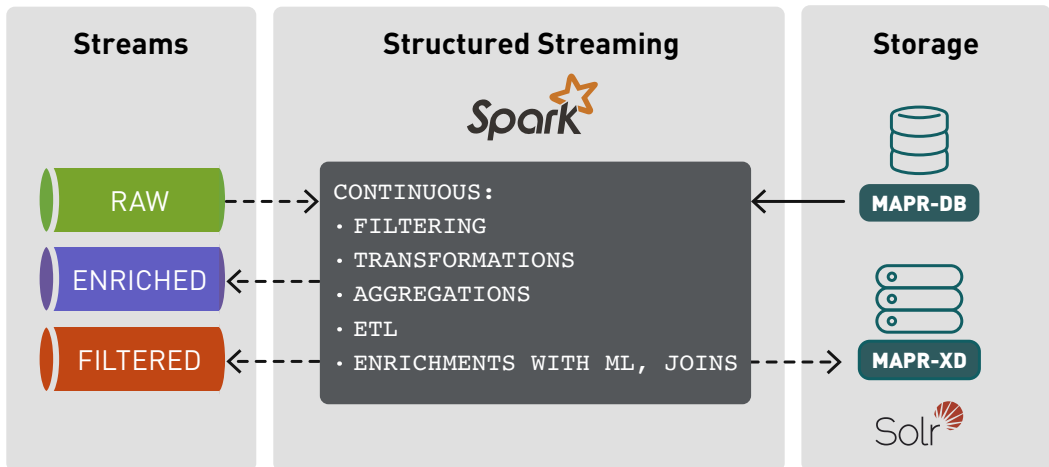 Streams
RAW
ENRICHED
FILTERED
Structured Streaming
Spark
CONTINUOUS:
· FILTERING
· TRANSFORMATIONS
· AGGREGATIONS
· ETL
· ENRICHMENTS WITH ML, JOINS
Storage
MAPR-DB
MAPR-XD
Solr